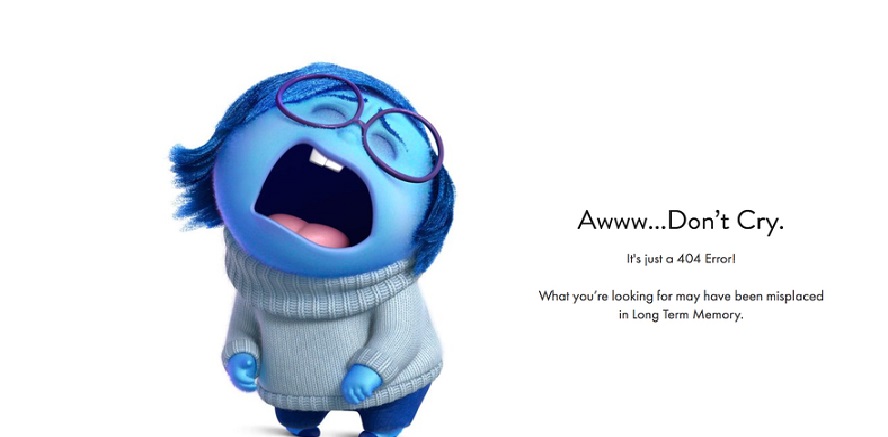 Awww...Don't Cry.
It's just a 404 Error!
What you're looking for may have been misplaced
in Long Term Memory.